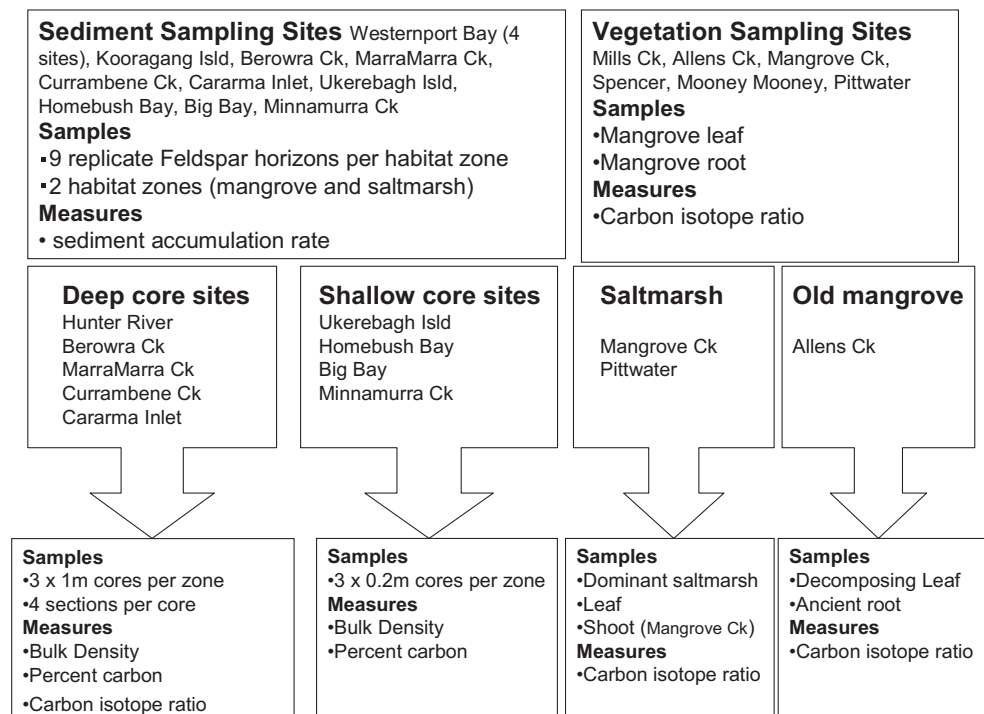 Sediment Sampling Sites Westernport Bay (4
sites), Kooragang Isld, Berowra Ck, MarraMarra Ck,
Currambene Ck, Cararma Inlet, Ukerebagh Isld,
Homebush Bay, Big Bay, Minnamurra Ck
Samples
▪9 replicate Feldspar horizons per habitat zone
▪2 habitat zones (mangrove and saltmarsh)
Measures
• sediment accumulation rate
Vegetation Sampling Sites
Mills Ck, Allens Ck, Mangrove Ck,
Spencer, Mooney Mooney, Pittwater
Samples
•Mangrove leaf
•Mangrove root
Measures
•Carbon isotope ratio
Deep core sites
Hunter River
Berowra Ck
MarraMarra Ck
Currambene Ck
Cararma Inlet
Shallow core sites
Ukerebagh Isld
Homebush Bay
Big Bay
Minnamurra Ck
Saltmarsh
Mangrove Ck
Pittwater
Old mangrove
Allens Ck
Samples
•3 x 1m cores per zone
•4 sections per core
Measures
•Bulk Density
•Percent carbon
•Carbon isotope ratio
Samples
•3 x 0.2m cores per zone
Measures
•Bulk Density
•Percent carbon
Samples
•Dominant saltmarsh
•Leaf
•Shoot (Mangrove Ck)
Measures
•Carbon isotope ratio
Samples
•Decomposing Leaf
•Ancient root
Measures
•Carbon isotope ratio